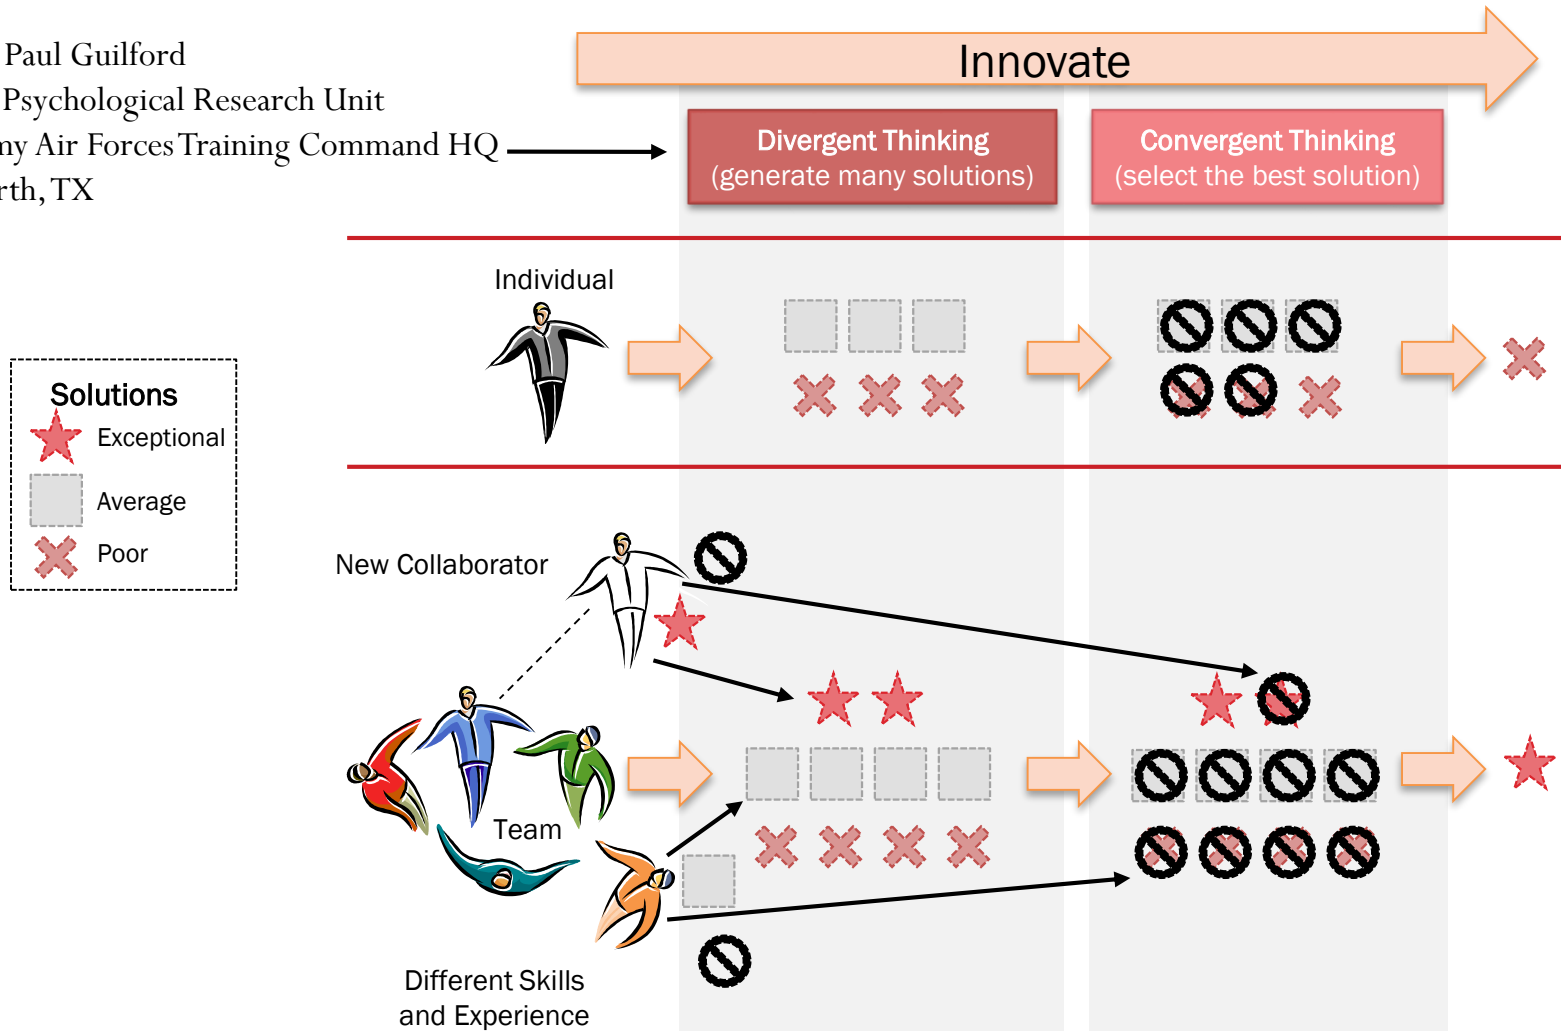 Paul Guilford
Psychological Research Unit
my Air Forces Training Command HQ
rth, TX
Innovate
Divergent Thinking
(generate many solutions)
Convergent Thinking
(select the best solution)
Individual
Solutions
Exceptional
Average
Poor
New Collaborator
Team
Different Skills
and Experience